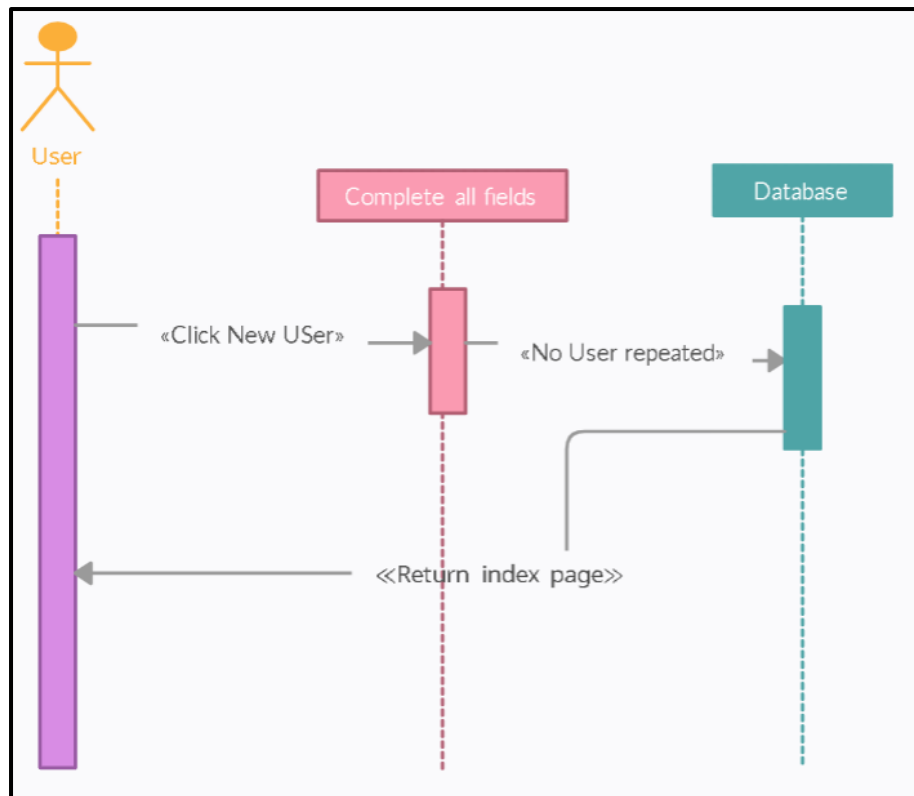 User
Complete all fields
Database
«Click New USer»
«No User repeated»
≪Return index page≫